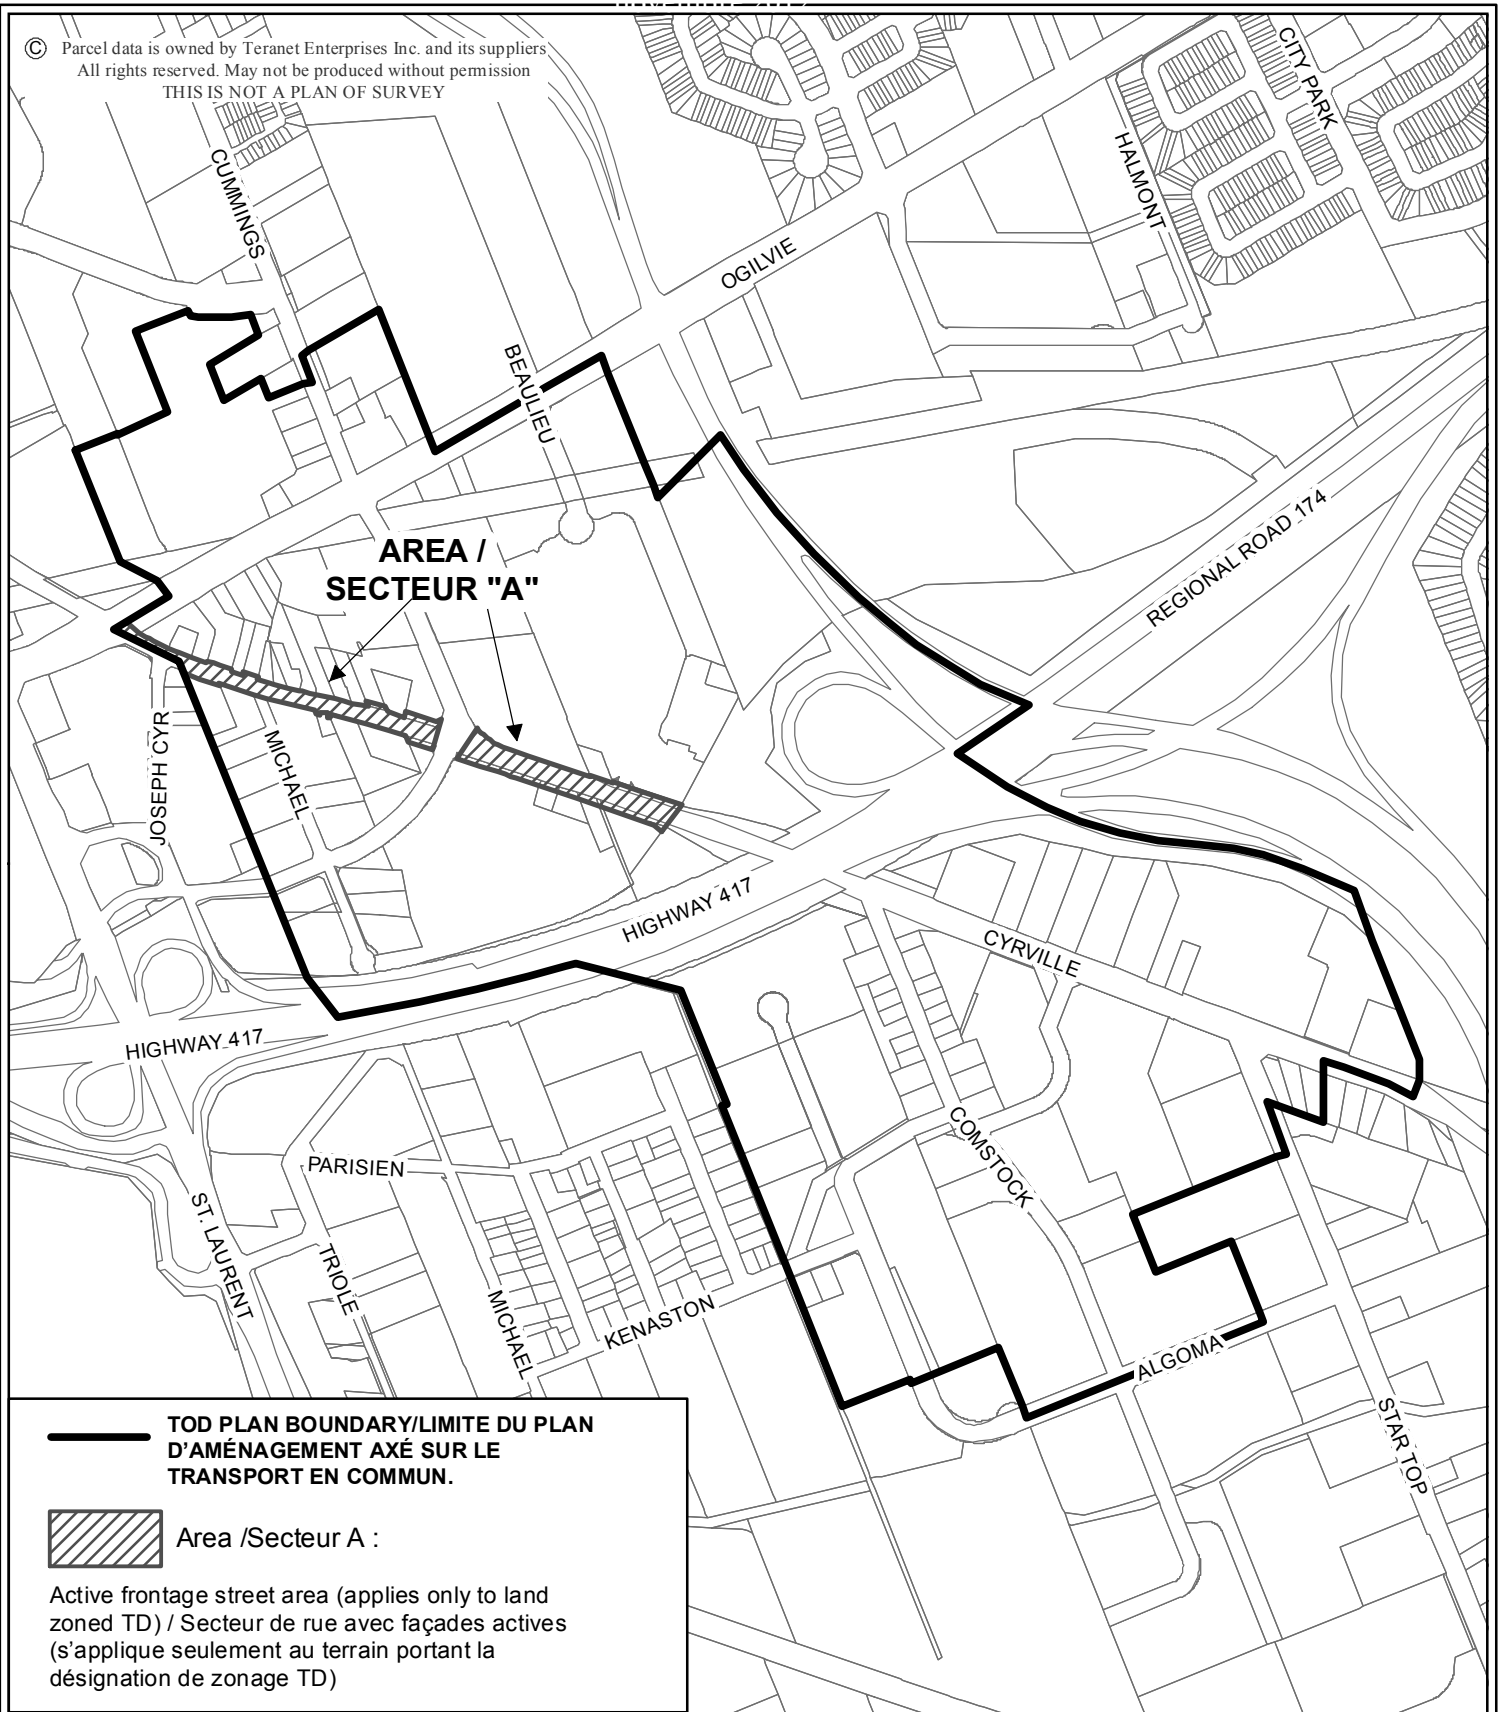 © Parcel data is owned by Teranet Enterprises Inc. and its suppliers
All rights reserved. May not be produced without permission
THIS IS NOT A PLAN OF SURVEY
CITY PARK
HALMONT
CUMMINGS
OGILVIE
BEAULIEU
REGIONAL ROAD 174
AREA /
SECTEUR "A"
JOSEPH CYR
MICHAEL
HIGHWAY 417
CYRVILLE
HIGHWAY 417
COMSTOCK
PARISIEN
ST. LAURENT
TRIOLE
MICHAEL
KENASTON
ALGOMA
STAR TOP
TOD PLAN BOUNDARY/LIMITE DU PLAN
D'AMÉNAGEMENT AXÉ SUR LE
TRANSPORT EN COMMUN.
Area /Secteur A :
Active frontage street area (applies only to land
zoned TD) / Secteur de rue avec façades actives
(s'applique seulement au terrain portant la
désignation de zonage TD)